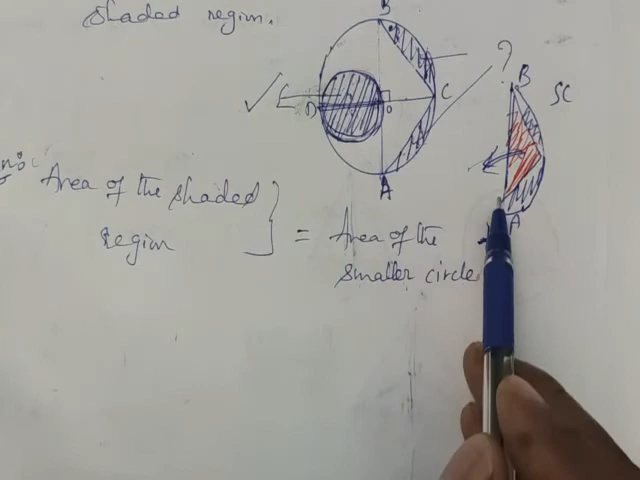 shaded region.
B
?
B
C
SC
D
O
A
Area of the shaded
region
= Area of the
smaller circle
A